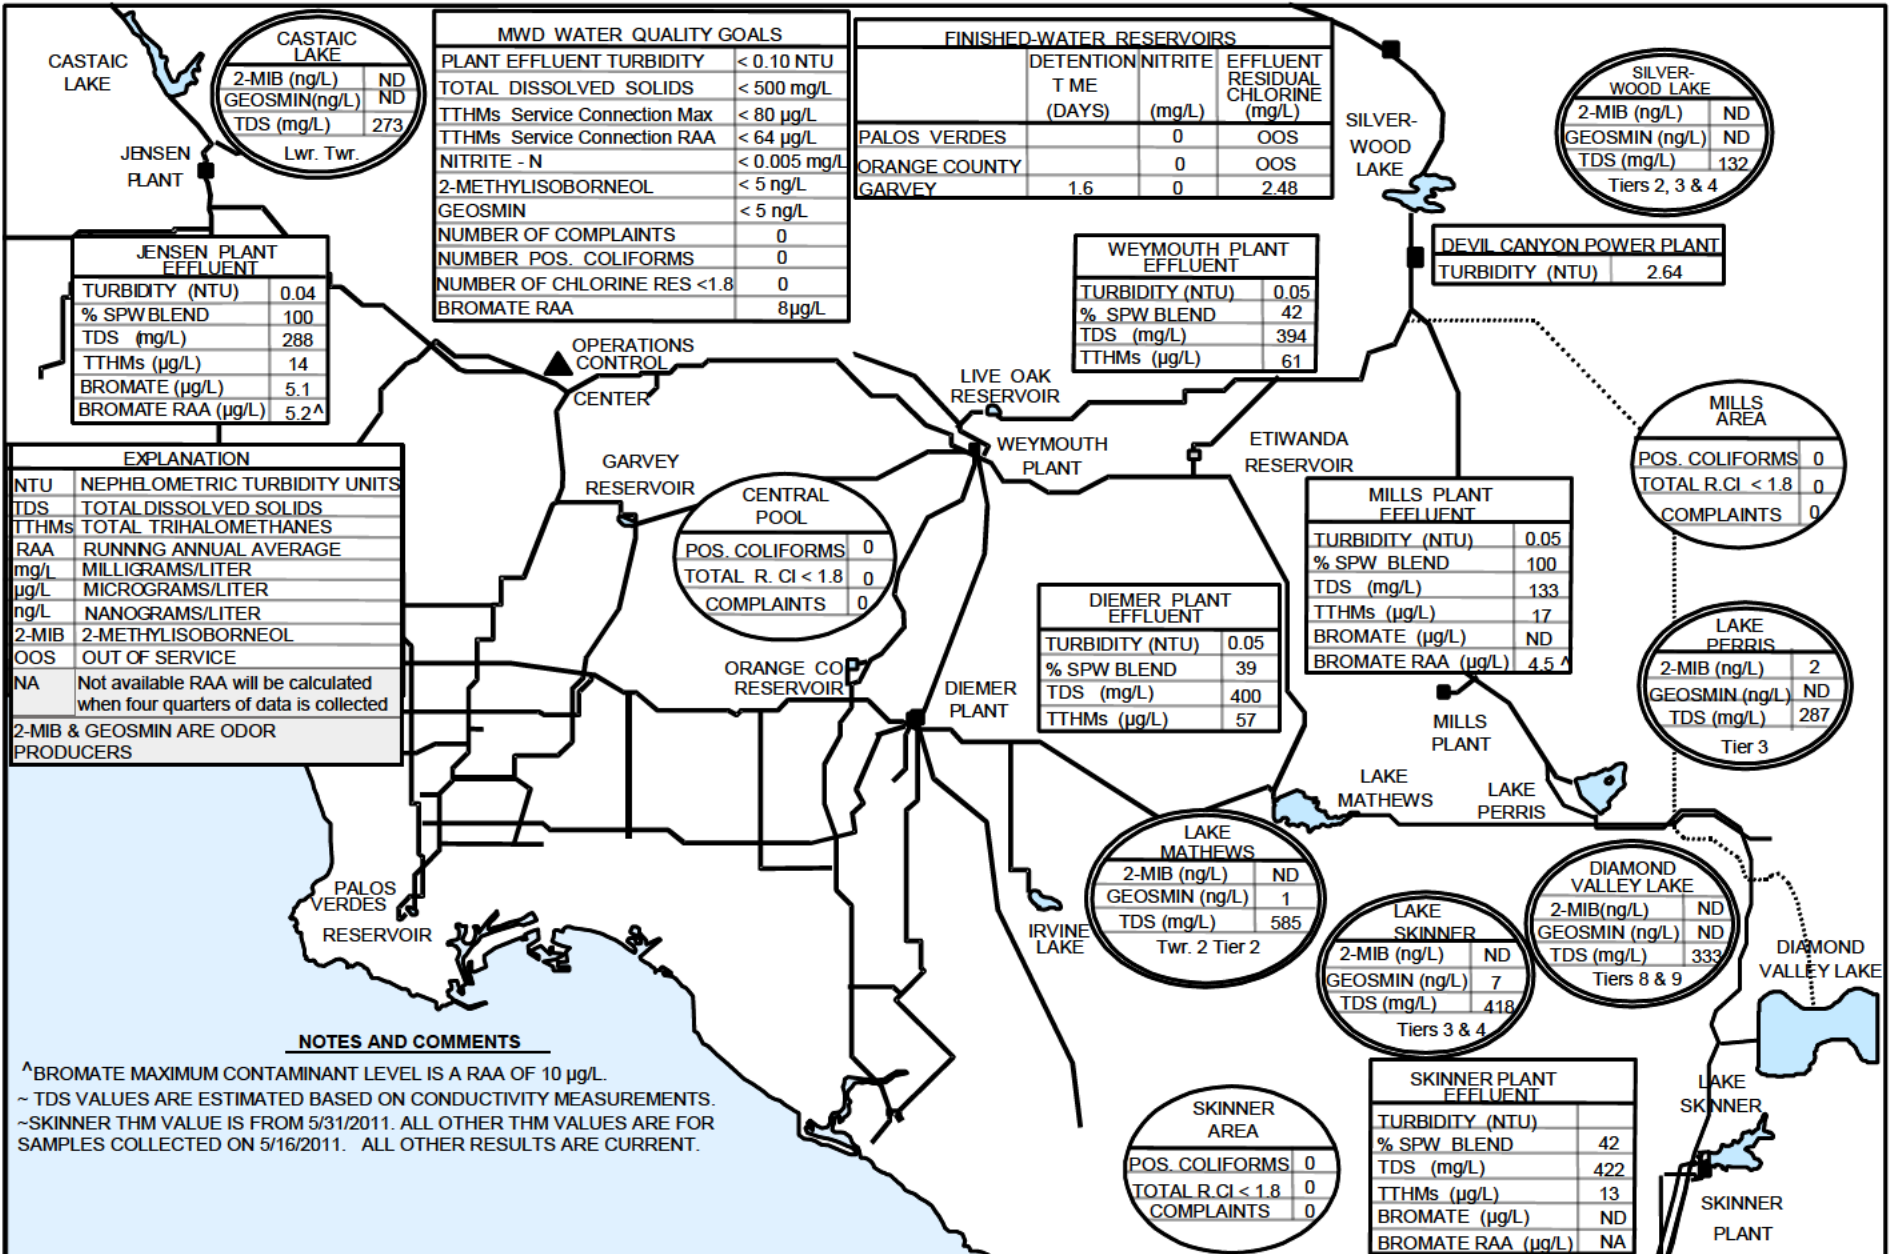 CASTAIC
LAKE
CASTAIC
LAKE
2-MIB (ng/L) ND
GEOSMIN(ng/L) ND
TDS (mg/L) 273
Lwr. Twr.
JENSEN
PLANT
MWD WATER QUALITY GOALS
PLANT EFFLUENT TURBIDITY < 0.10 NTU
TOTAL DISSOLVED SOLIDS < 500 mg/L
TTHMs Service Connection Max < 80 µg/L
TTHMs Service Connection RAA < 64 µg/L
NITRITE - N < 0.005 mg/L
2-METHYLISOBORNEOL < 5 ng/L
GEOSMIN < 5 ng/L
NUMBER OF COMPLAINTS 0
NUMBER POS. COLIFORMS 0
NUMBER OF CHLORINE RES <1.8 0
BROMATE RAA 8µg/L
FINISHED-WATER RESERVOIRS
DETENTION NITRITE EFFLUENT
RESIDUAL
T ME CHLORINE
(DAYS) (mg/L) (mg/L)
PALOS VERDES 0 OOS
ORANGE COUNTY 0 OOS
GARVEY 1.6 0 2.48
SILVER-
WOOD
LAKE
SILVER-
WOOD LAKE
2-MIB (ng/L) ND
GEOSMIN (ng/L) ND
TDS (mg/L) 132
Tiers 2, 3 & 4
DEVIL CANYON POWER PLANT
TURBIDITY (NTU) 2.64
JENSEN PLANT
EFFLUENT
TURBIDITY (NTU) 0.04
% SPW BLEND 100
TDS (mg/L) 288
TTHMs (µg/L) 14
BROMATE (µg/L) 5.1
BROMATE RAA (µg/L) 5.2^
WEYMOUTH PLANT
EFFLUENT
TURBIDITY (NTU) 0.05
% SPW BLEND 42
TDS (mg/L) 394
TTHMs (µg/L) 61
OPERATIONS
CONTROL
CENTER
LIVE OAK
RESERVOIR
WEYMOUTH
PLANT
ETIWANDA
RESERVOIR
MILLS
AREA
POS. COLIFORMS 0
TOTAL R.Cl < 1.8 0
COMPLAINTS 0
EXPLANATION
NTU NEPHELOMETRIC TURBIDITY UNITS
TDS TOTAL DISSOLVED SOLIDS
TTHMs TOTAL TRIHALOMETHANES
RAA RUNNING ANNUAL AVERAGE
mg/L MILLIGRAMS/LITER
µg/L MICROGRAMS/LITER
ng/L NANOGRAMS/LITER
2-MIB 2-METHYLISOBORNEOL
OOS OUT OF SERVICE
NA Not available RAA will be calculated
when four quarters of data is collected
2-MIB & GEOSMIN ARE ODOR
PRODUCERS
GARVEY
RESERVOIR
CENTRAL
POOL
POS. COLIFORMS 0
TOTAL R. Cl < 1.8 0
COMPLAINTS 0
MILLS PLANT
EFFLUENT
TURBIDITY (NTU) 0.05
% SPW BLEND 100
TDS (mg/L) 133
TTHMs (µg/L) 17
BROMATE (µg/L) ND
BROMATE RAA (µg/L) 4.5 ^
DIEMER PLANT
EFFLUENT
TURBIDITY (NTU) 0.05
% SPW BLEND 39
TDS (mg/L) 400
TTHMs (µg/L) 57
ORANGE CO
RESERVOIR
DIEMER
PLANT
LAKE
PERRIS
2-MIB (ng/L) 2
GEOSMIN (ng/L) ND
TDS (mg/L) 287
Tier 3
MILLS
PLANT
LAKE
MATHEWS
LAKE
PERRIS
PALOS
VERDES
RESERVOIR
LAKE
MATHEWS
2-MIB (ng/L) ND
GEOSMIN (ng/L) 1
TDS (mg/L) 585
Twr. 2 Tier 2
IRVINE
LAKE
LAKE
SKINNER
2-MIB (ng/L) ND
GEOSMIN (ng/L) 7
TDS (mg/L) 418
Tiers 3 & 4
DIAMOND
VALLEY LAKE
2-MIB(ng/L) ND
GEOSMIN (ng/L) ND
TDS (mg/L) 333
Tiers 8 & 9
DIAMOND
VALLEY LAKE
NOTES AND COMMENTS
^BROMATE MAXIMUM CONTAMINANT LEVEL IS A RAA OF 10 µg/L.
~ TDS VALUES ARE ESTIMATED BASED ON CONDUCTIVITY MEASUREMENTS.
~SKINNER THM VALUE IS FROM 5/31/2011. ALL OTHER THM VALUES ARE FOR
SAMPLES COLLECTED ON 5/16/2011. ALL OTHER RESULTS ARE CURRENT.
SKINNER
AREA
POS. COLIFORMS 0
TOTAL R.Cl < 1.8 0
COMPLAINTS 0
SKINNER PLANT
EFFLUENT
TURBIDITY (NTU)
% SPW BLEND 42
TDS (mg/L) 422
TTHMs (µg/L) 13
BROMATE (µg/L) ND
BROMATE RAA (µg/L) NA
LAKE
SKINNER
SKINNER
PLANT